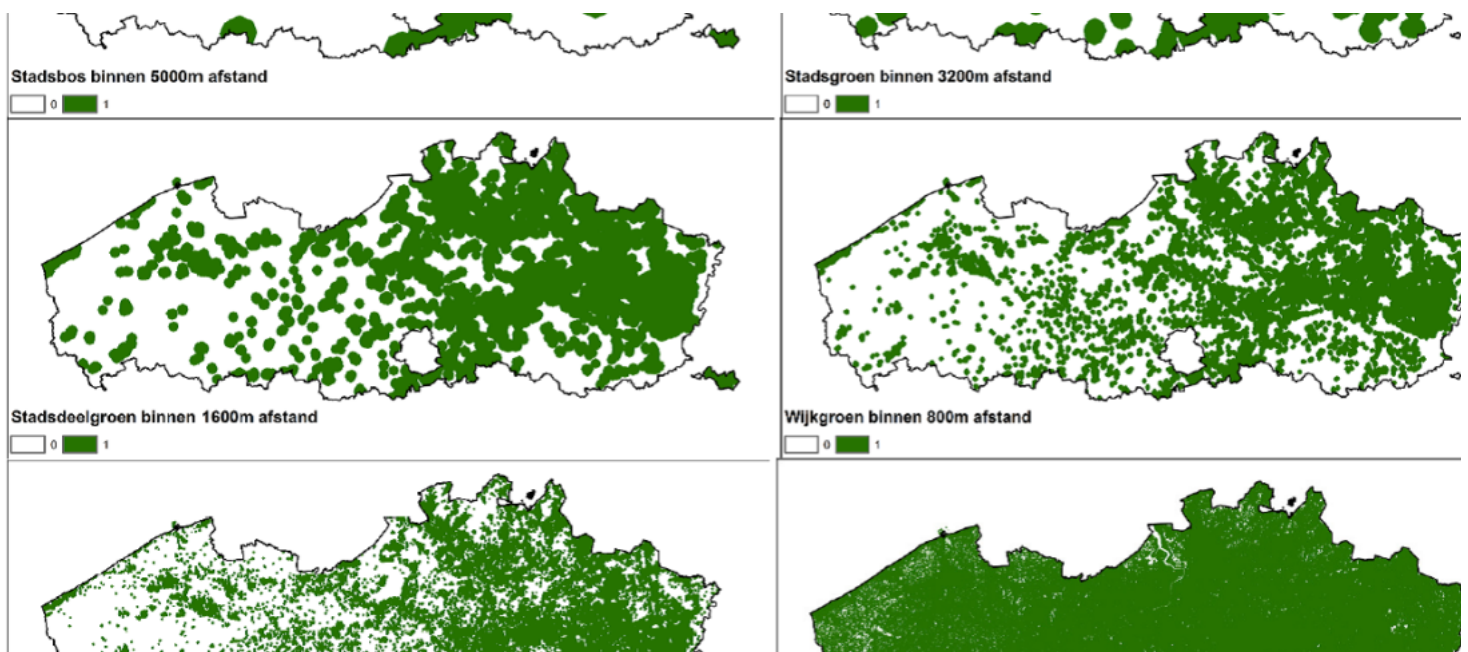 Stadsbos binnen 5000m afstand
0 1
Stadsgroen binnen 3200m afstand
0 1
Stadsdeelgroen binnen 1600m afstand
0 1
Wijkgroen binnen 800m afstand
0 1